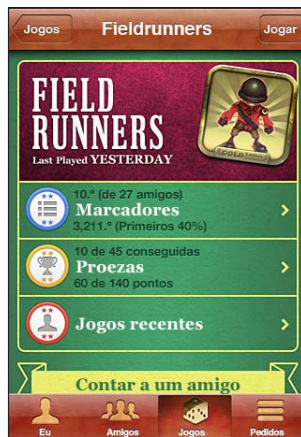 Jogos Fieldrunners Jogar
FIELD
RUNNERS
Last Played YESTERDAY
GOLD
10.° (de 27 amigos)
Marcadores
3,211.° (Primeiros 40%)
10 de 45 conseguidas
Proezas
60 de 140 pontos
Jogos recentes
Contar a um amigo
Eu Amigos Jogos Pedidos